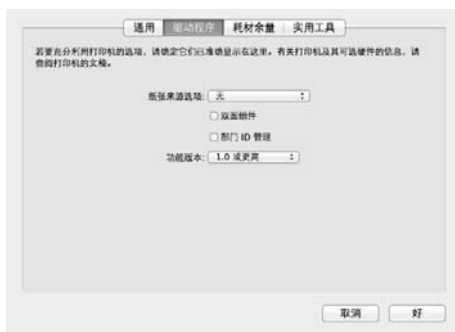 通用 驱动程序 耗材余量 实用工具
若要充分利用打印机的选项，请确定它们已准确显示在这里。有关打印机及其可选硬件的信息，请
查阅打印机的文稿。
纸张来源选项: 无
双面组件
部门 ID 管理
功能版本: 1.0 或更高
取消 好